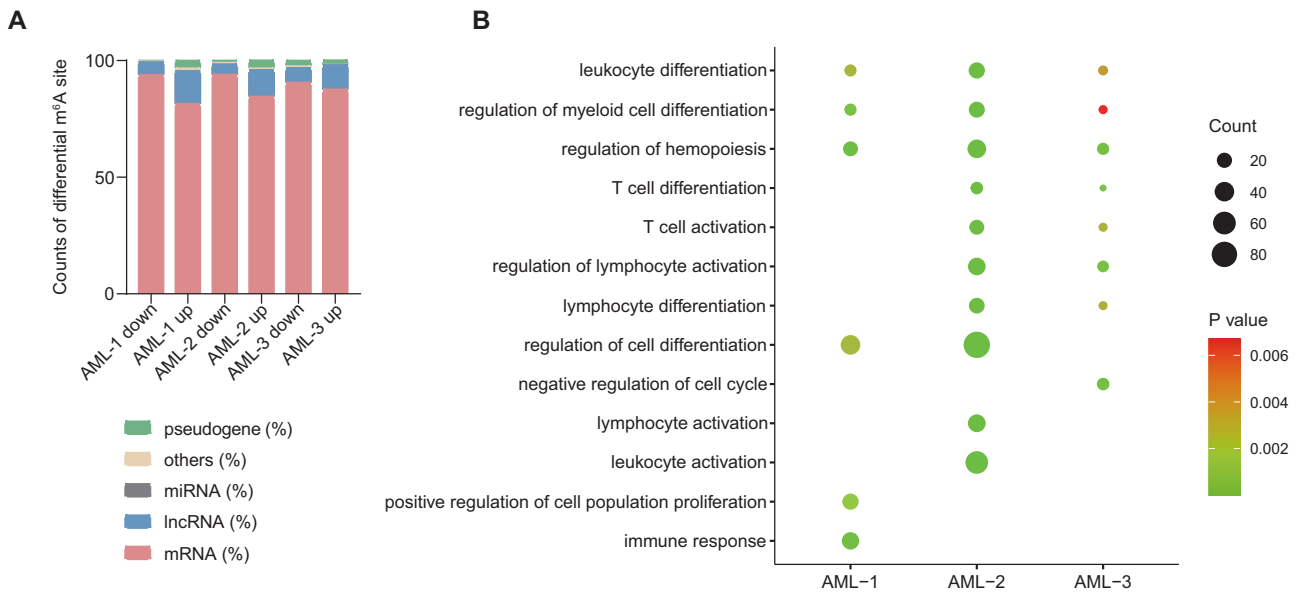 A
Counts of differential m⁶A site
100
50
0
AML-1 down
AML-1 up
AML-2 down
AML-2 up
AML-3 down
AML-3 up
pseudogene (%)
others (%)
miRNA (%)
lncRNA (%)
mRNA (%)
B
leukocyte differentiation
regulation of myeloid cell differentiation
regulation of hemopoiesis
T cell differentiation
T cell activation
regulation of lymphocyte activation
lymphocyte differentiation
regulation of cell differentiation
negative regulation of cell cycle
lymphocyte activation
leukocyte activation
positive regulation of cell population proliferation
immune response
AML−1
AML−2
AML−3
Count
20
40
60
80
P value
0.006
0.004
0.002